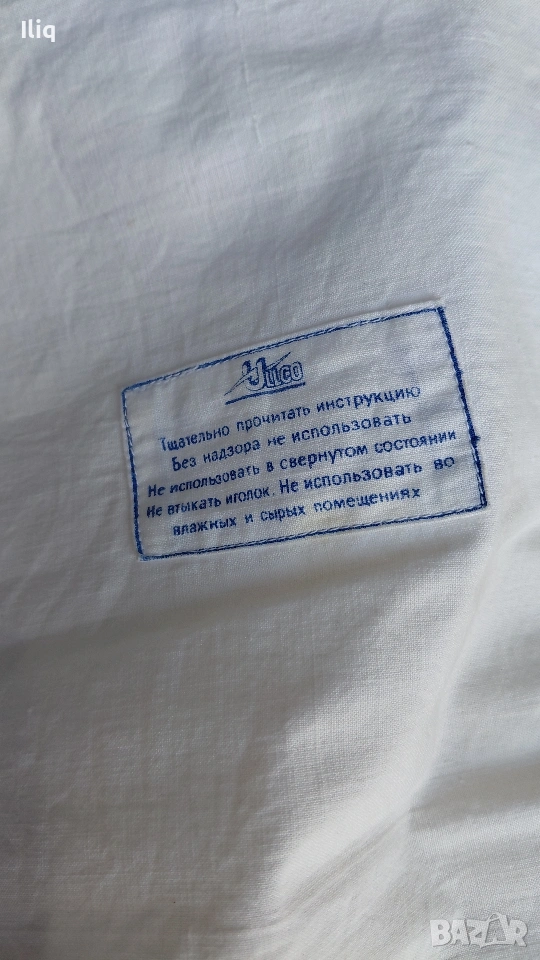 Iliq
Тщательно прочитать инструкцию
Без надзора не использовать
Не использовать в свернутом состоянии
Не втыкать иголок. Не использовать во
влажных и сырых помещениях
BAZAR